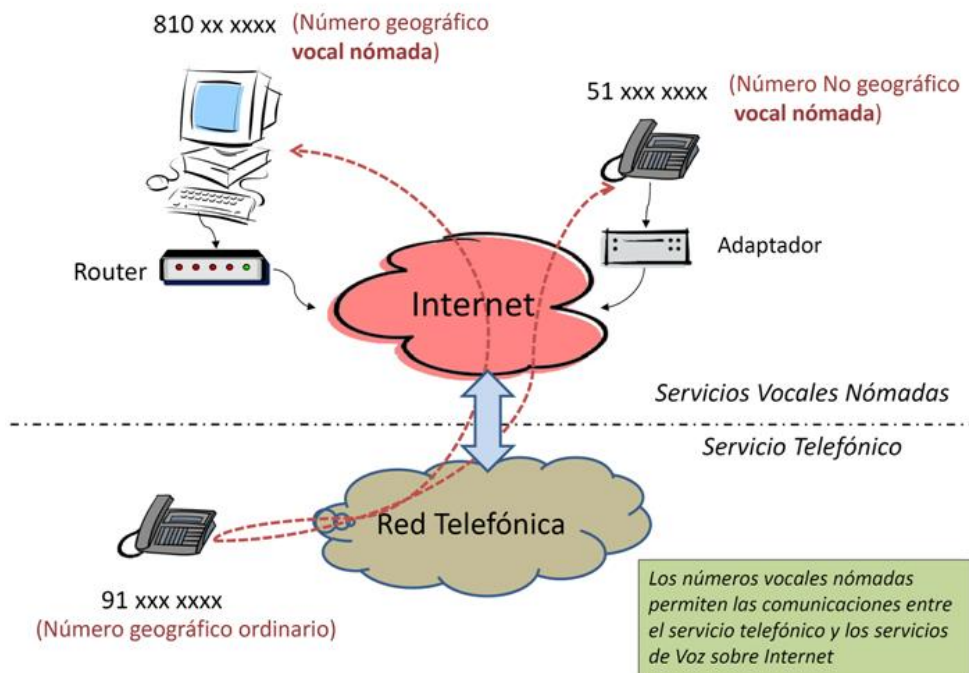 810 xx xxxx (Número geográfico
vocal nómada)
51 xxx xxxx (Número No geográfico
vocal nómada)
Router
Adaptador
Internet
Servicios Vocales Nómadas
Servicio Telefónico
Red Telefónica
91 xxx xxxx
(Número geográfico ordinario)
Los números vocales nómadas
permiten las comunicaciones entre
el servicio telefónico y los servicios
de Voz sobre Internet